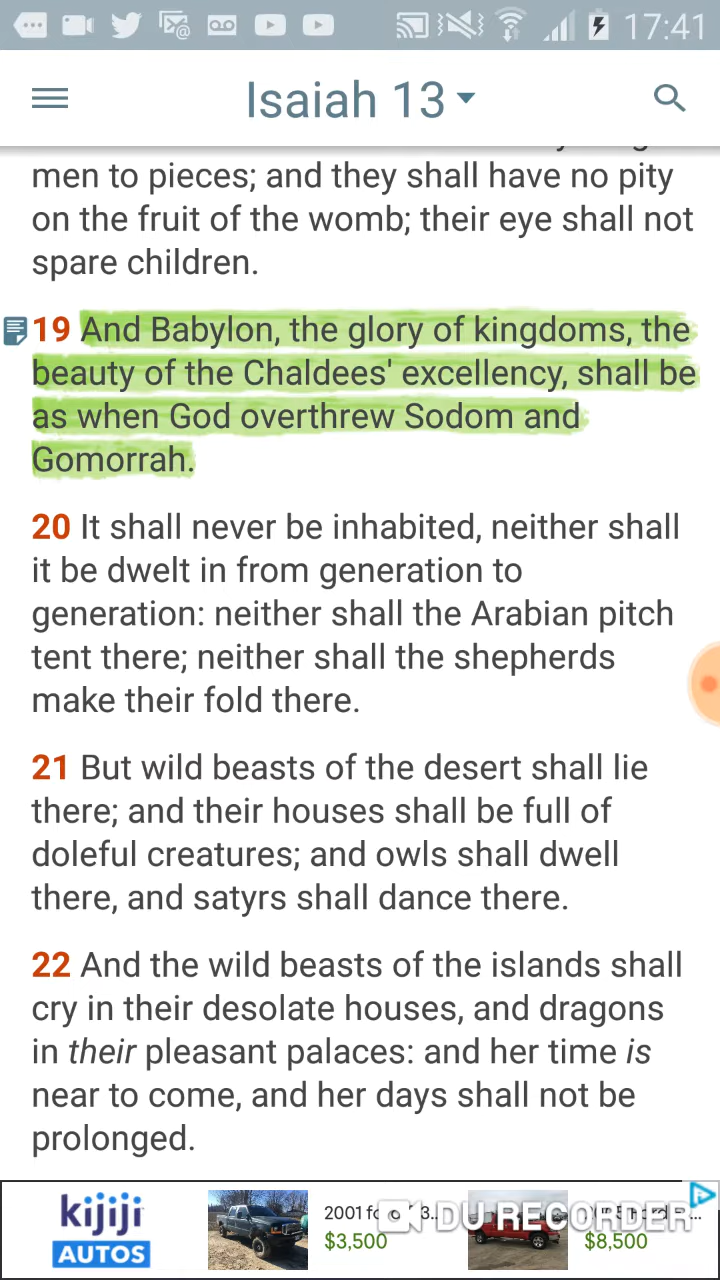 17:41
Isaiah 13
men to pieces; and they shall have no pity
on the fruit of the womb; their eye shall not
spare children.
19 And Babylon, the glory of kingdoms, the
beauty of the Chaldees' excellency, shall be
as when God overthrew Sodom and
Gomorrah.
20 It shall never be inhabited, neither shall
it be dwelt in from generation to
generation: neither shall the Arabian pitch
tent there; neither shall the shepherds
make their fold there.
21 But wild beasts of the desert shall lie
there; and their houses shall be full of
doleful creatures; and owls shall dwell
there, and satyrs shall dance there.
22 And the wild beasts of the islands shall
cry in their desolate houses, and dragons
in their pleasant palaces: and her time is
near to come, and her days shall not be
prolonged.
kijiji
AUTOS
2001
$3,500
DU RECORDER
$8,500